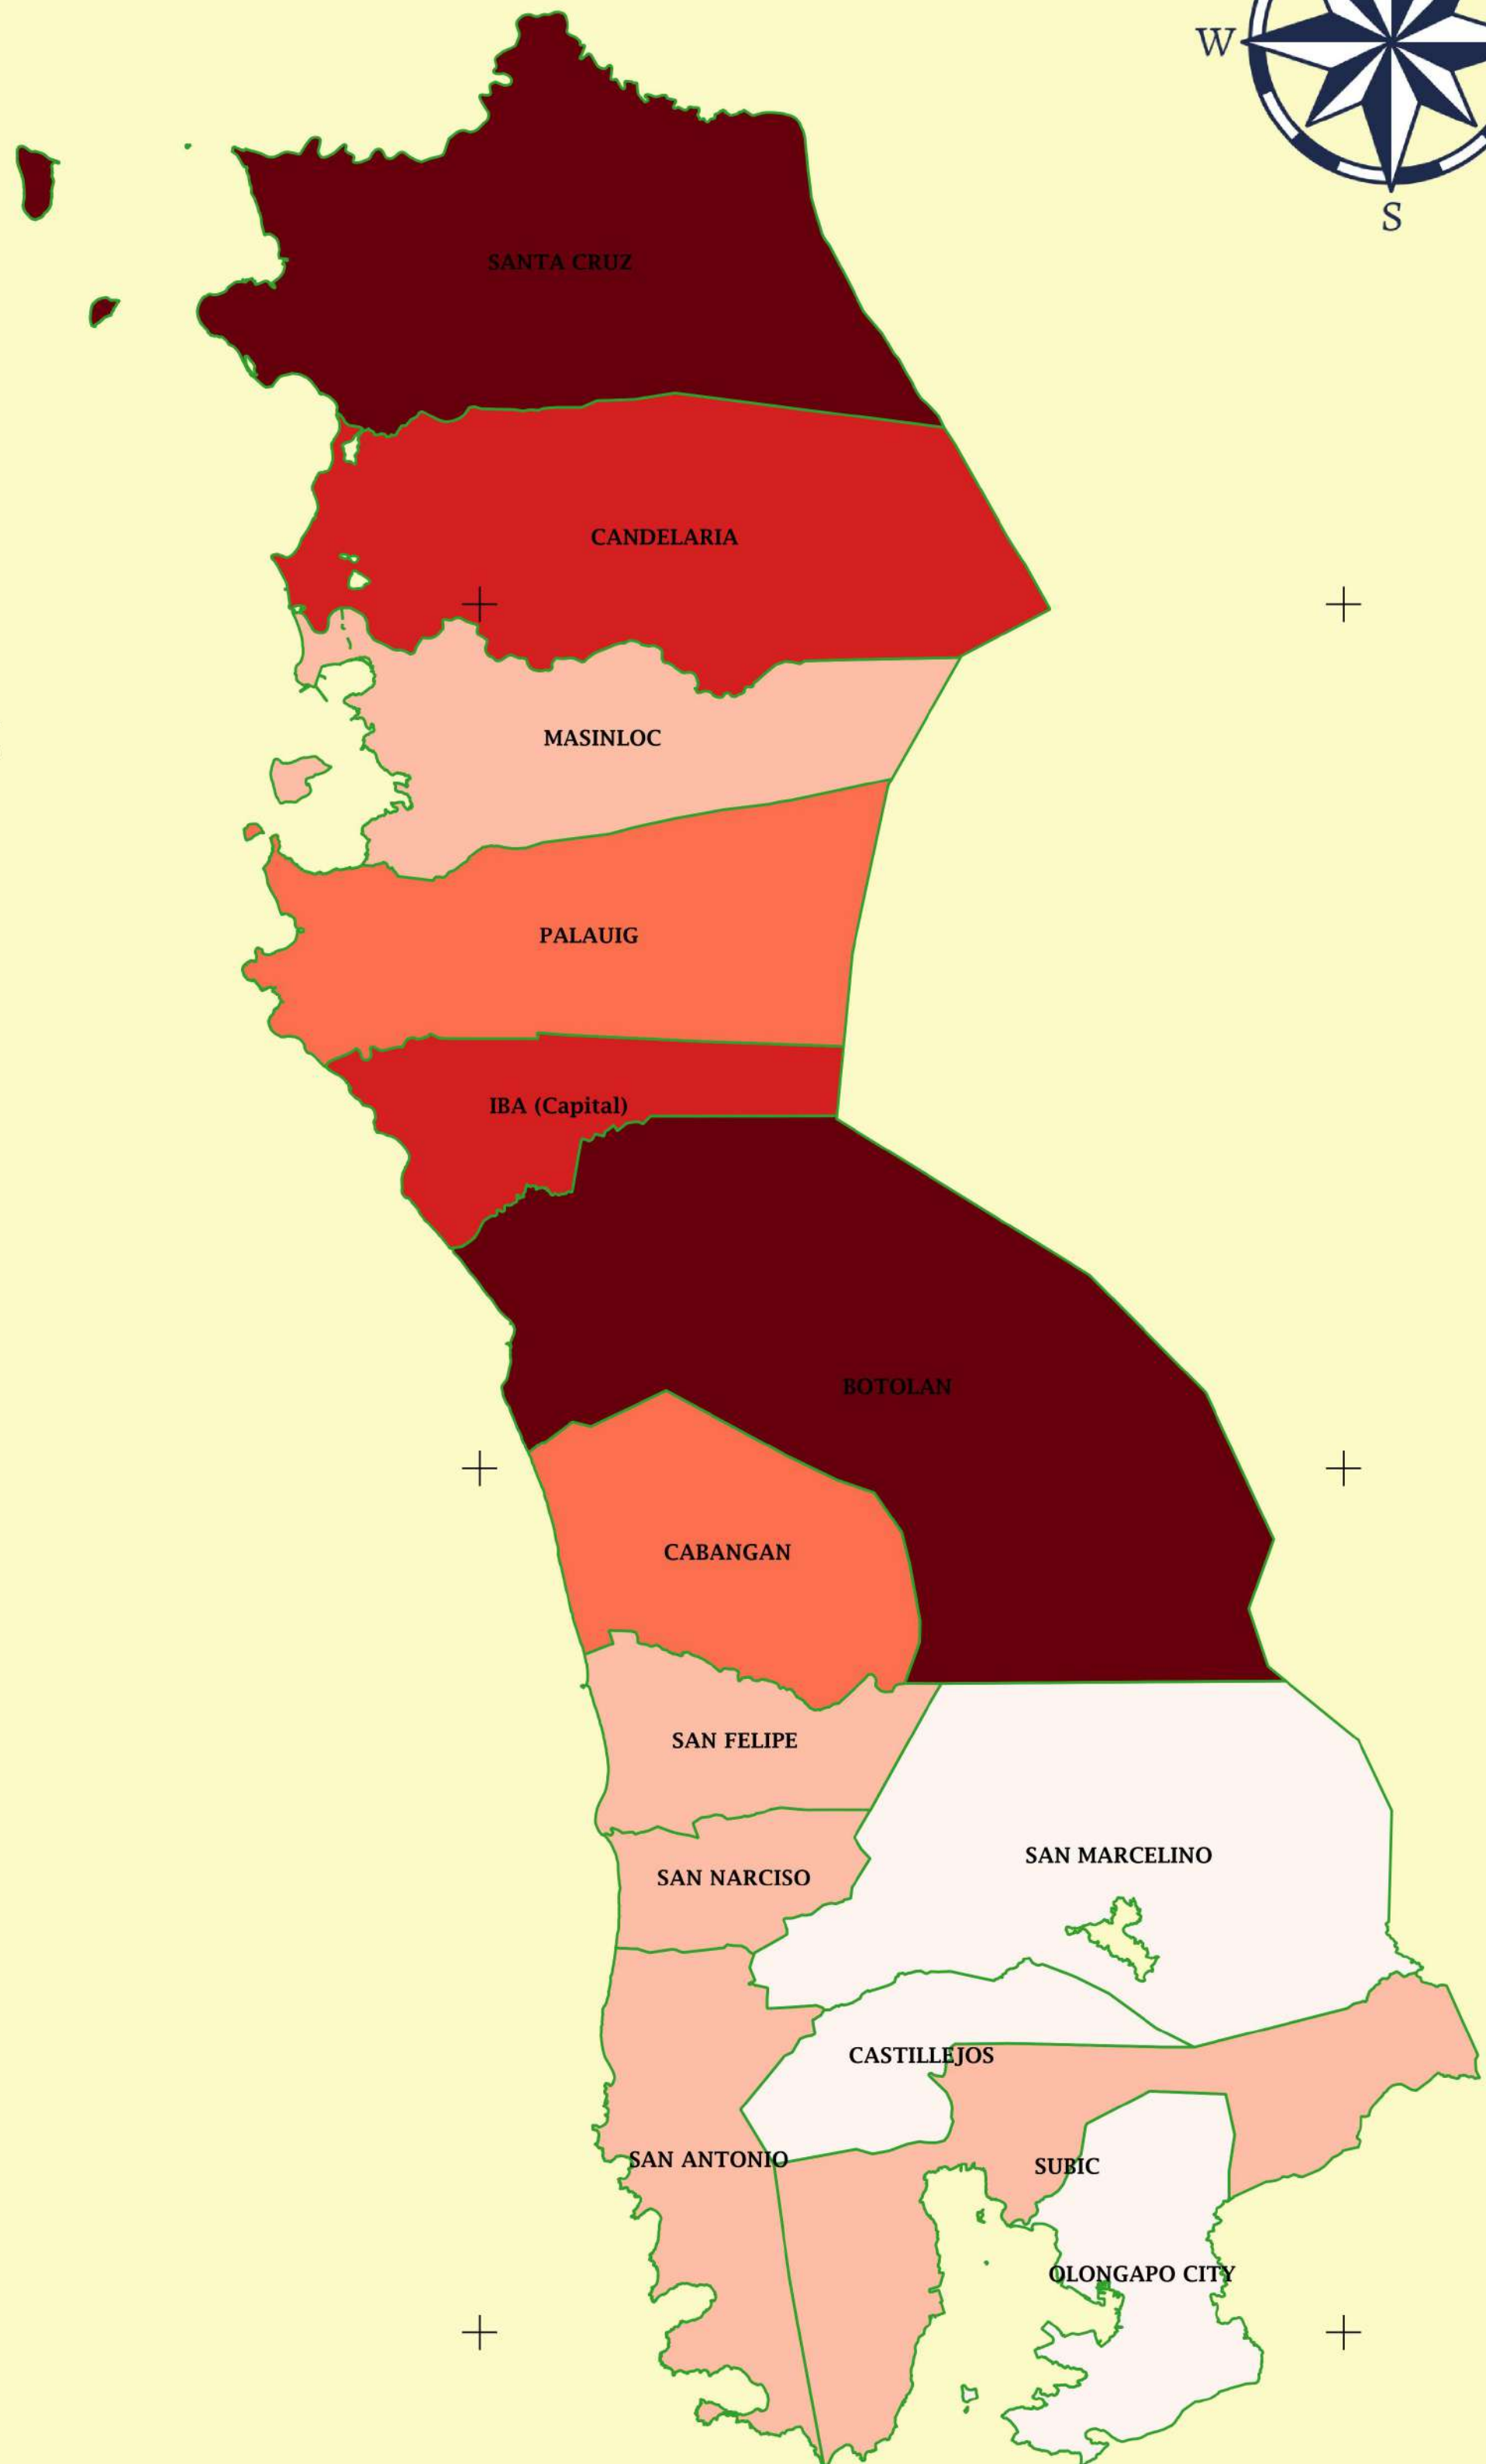 W
S
SANTA CRUZ
CANDELARIA
MASINLOC
PALAUIG
IBA (Capital)
BOTOLAN
CABANGAN
SAN FELIPE
SAN MARCELINO
SAN NARCISO
CASTILLEJOS
SAN ANTONIO
SUBIC
OLONGAPO CITY